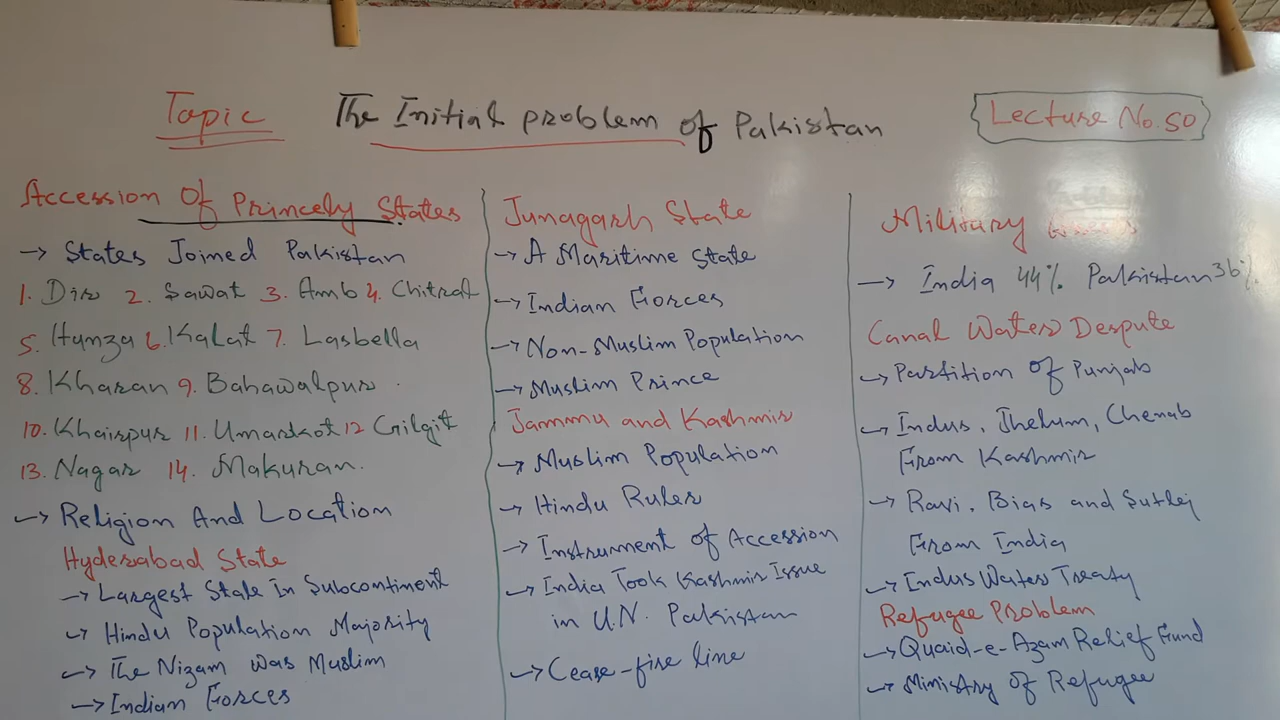 Topic The Initial problem of Pakisstan Lecture No. 50
Accession Of Princely States
→ States Joined Pakistan
1. Dir 2. Sawat 3. Amb 4. Chitral
5. Hunza 6. Kalat 7. Lasbella
8. Kharan 9. Bahawalpur
10. Khairpur 11. Umarkot 12 Gilgit
13. Nagar 14. Makuran.
→ Religion And Location
Hyderabad State
→ Largest State In Subcontiment
→ Hindu Population Majority
→ The Nizam was Muslim
→ Indian Forces
Junagarh State
→ A Maritime State
→ Indian Forces
→ Non-Muslim Population
→ Muslim Prince
Jammu and Kashmir
→ Muslim Population
→ Hindu Ruler
→ Instrument of Accession
→ India Took Kashmir Issue
in U.N. Pakistan
→ Cease-fire line
Military
→ India 44% Pakistan 36%
Canal Water Despute
→ Partition Of Punjab
→ Indus, Jhelum, Chenab
From Kashmir
→ Ravi, Bias and Sutlej
From India
→ Indus Water Treaty
Refugee Problem
→ Quaid-e-Azam Relief Fund
→ Ministry of Refugee